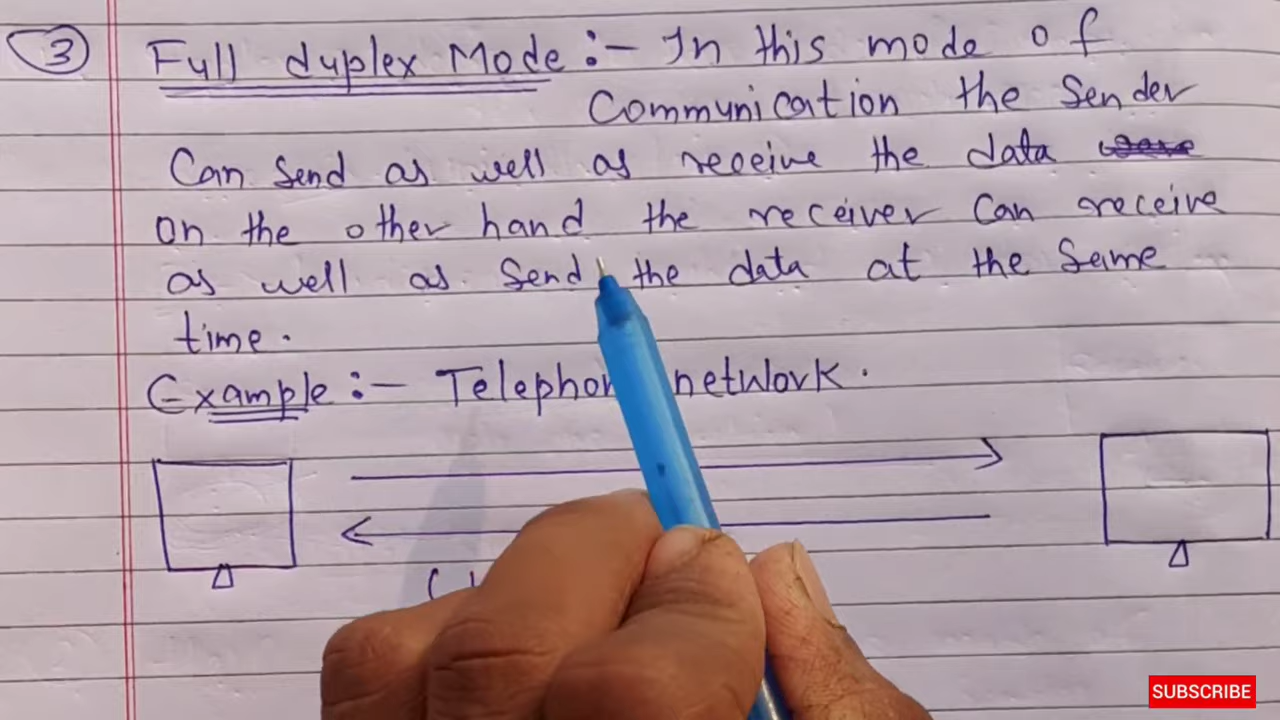 3 Full duplex Mode :- In this mode of
Communication the Sender
Can Send as well as receive the data
on the other hand the receiver can receive
as well as Send the data at the Same
time.
Example :- Telephon network.
SUBSCRIBE